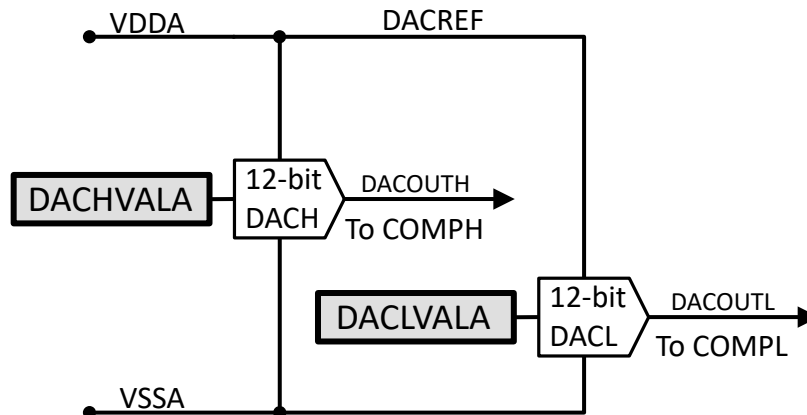 VDDA
DACREF
DACHVALA
12-bit
DACH
DACOUTH
To COMPH
DACLVALA
12-bit
DACL
DACOUTL
To COMPL
VSSA